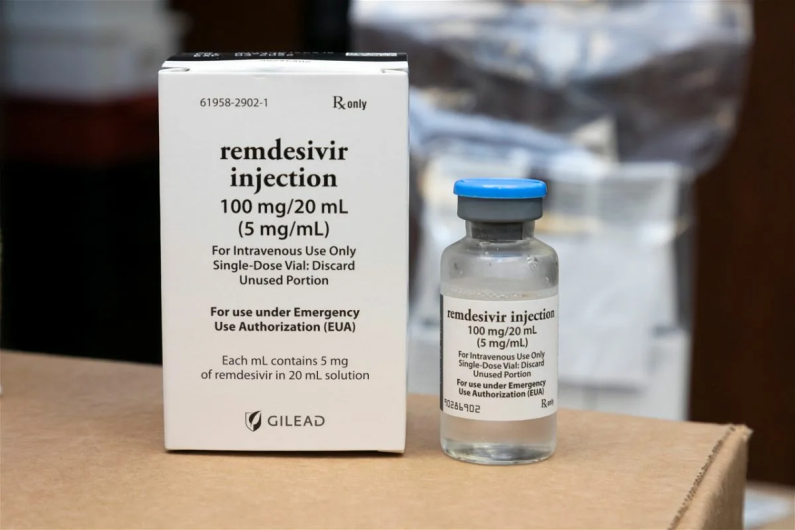 61958-2902-1
Rx only
remdesivir
injection
100 mg/20 mL
(5 mg/mL)
For Intravenous Use Only
Single-Dose Vial: Discard
Unused Portion
For use under Emergency
Use Authorization (EUA)
Each mL contains 5 mg
of remdesivir in 20 mL solution
GILEAD
remdesivir injection
100 mg/20 mL
(5 mg/mL)
For Intravenous Use Only
Single-Dose Vial: Discard
Unused Portion
For use under Emergency
Use Authorization (EUA)
90286902
Rx only